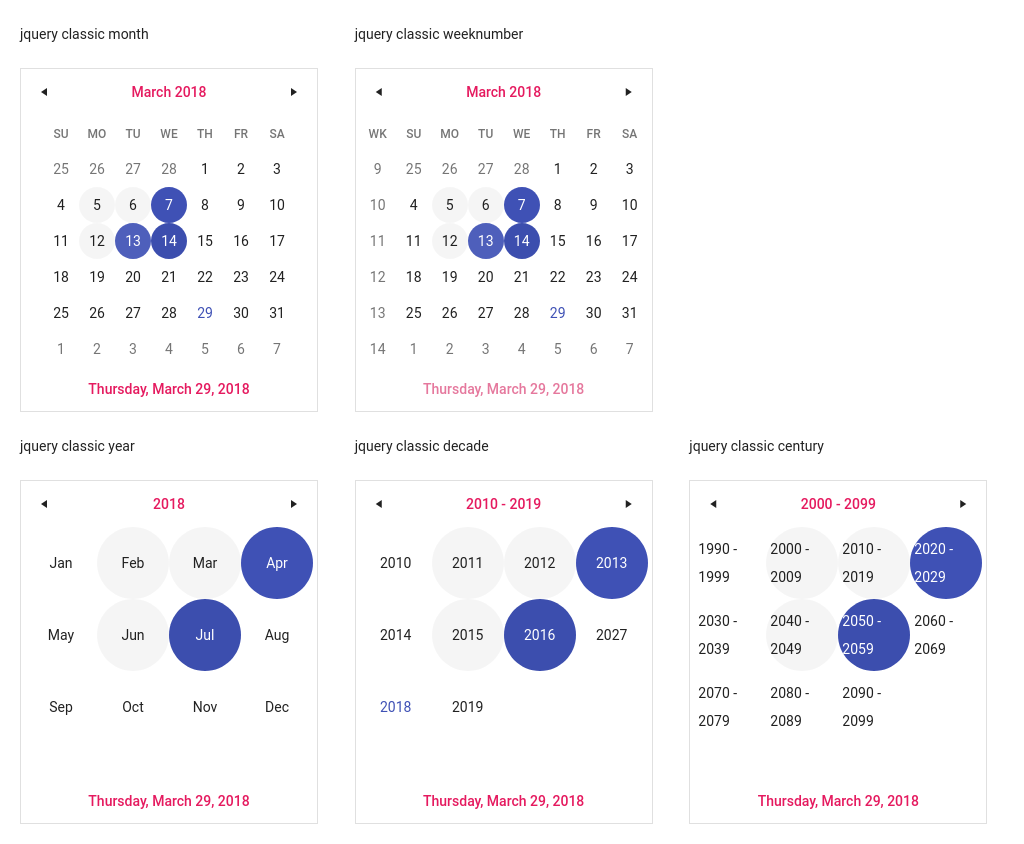 jquery classic month
March 2018
SU MO TU WE TH FR SA
25 26 27 28 1 2 3
4 5 6 7 8 9 10
11 12 13 14 15 16 17
18 19 20 21 22 23 24
25 26 27 28 29 30 31
1 2 3 4 5 6 7
Thursday, March 29, 2018
jquery classic weeknumber
March 2018
WK SU MO TU WE TH FR SA
9 25 26 27 28 1 2 3
10 4 5 6 7 8 9 10
11 11 12 13 14 15 16 17
12 18 19 20 21 22 23 24
13 25 26 27 28 29 30 31
14 1 2 3 4 5 6 7
Thursday, March 29, 2018
jquery classic year
2018
Jan Feb Mar Apr
May Jun Jul Aug
Sep Oct Nov Dec
Thursday, March 29, 2018
jquery classic decade
2010 - 2019
2010 2011 2012 2013
2014 2015 2016 2027
2018 2019
Thursday, March 29, 2018
jquery classic century
2000 - 2099
1990 - 2000 - 2010 - 2020 -
1999 2009 2019 2029
2030 - 2040 - 2050 - 2060 -
2039 2049 2059 2069
2070 - 2080 - 2090 -
2079 2089 2099
Thursday, March 29, 2018